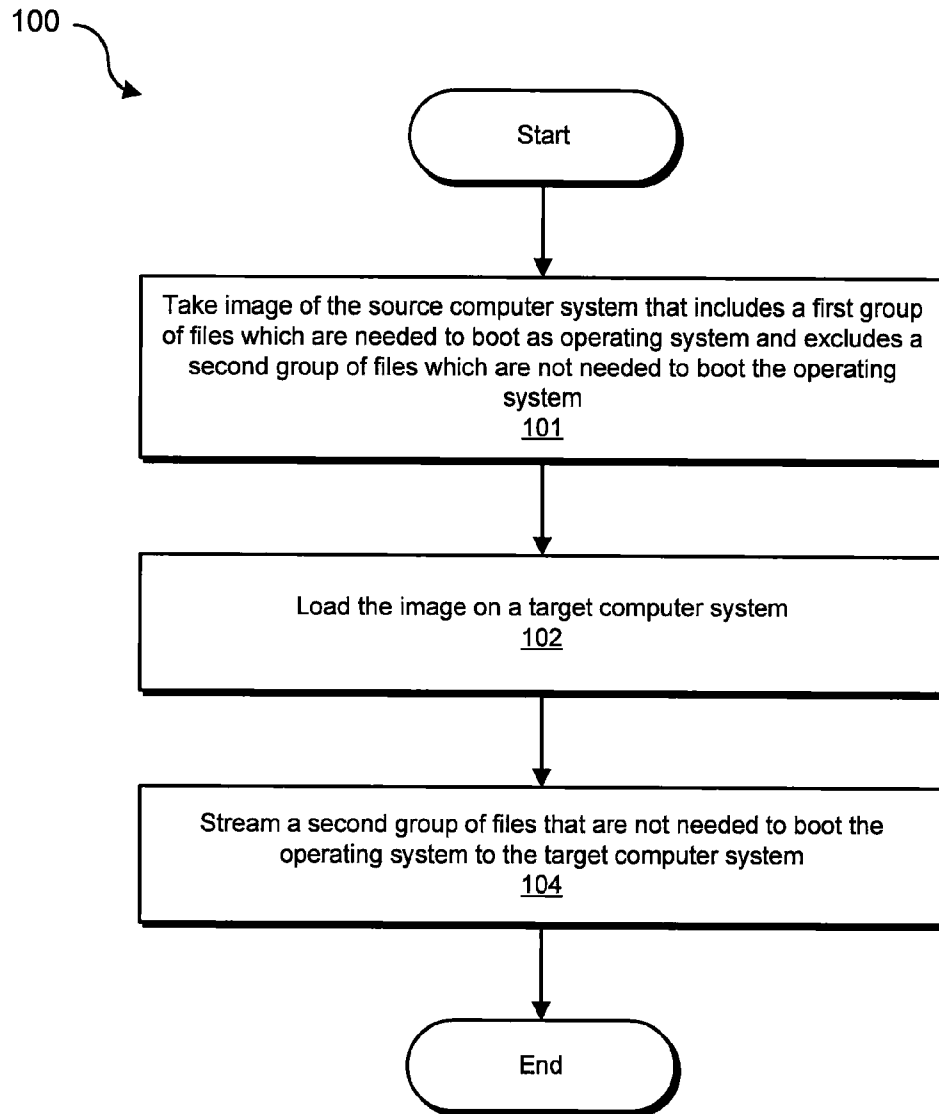 100
Start
Take image of the source computer system that includes a first group
of files which are needed to boot as operating system and excludes a
second group of files which are not needed to boot the operating
system
101
Load the image on a target computer system
102
Stream a second group of files that are not needed to boot the
operating system to the target computer system
104
End